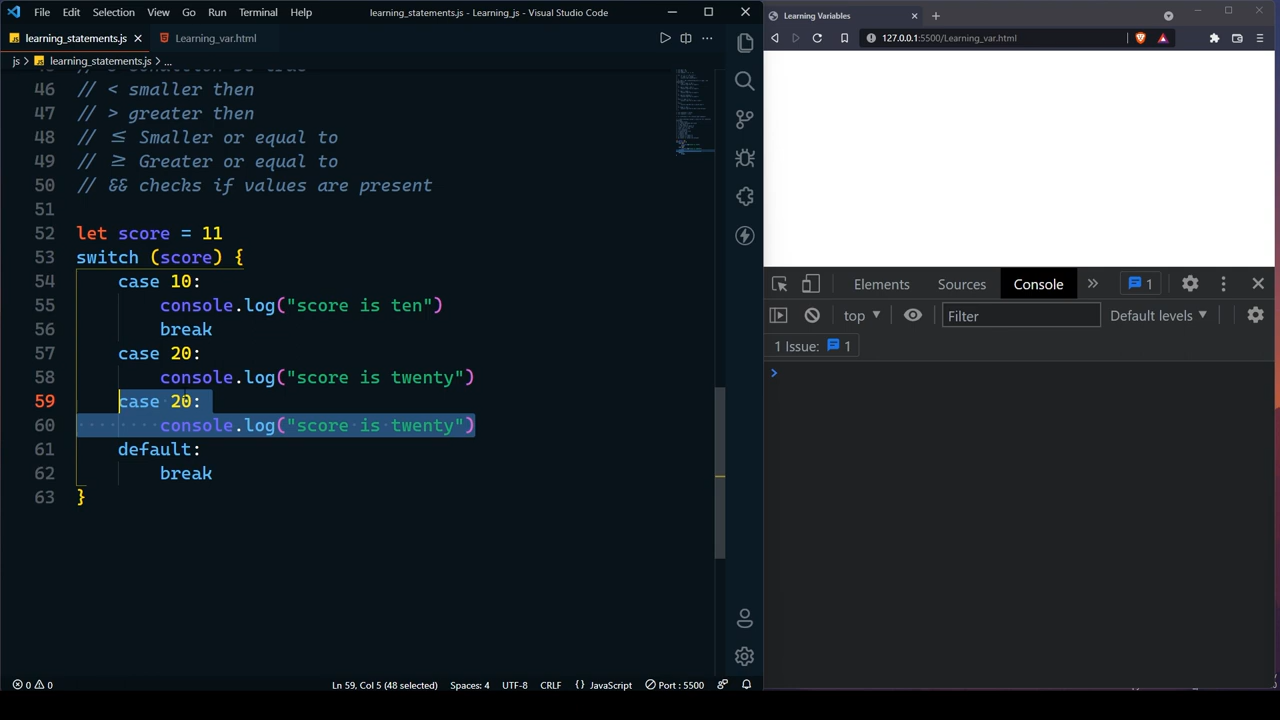 File Edit Selection View Go Run Terminal Help learning_statements.js - Learning_js - Visual Studio Code
learning_statements.js Learning_var.html
js > learning_statements.js > ...
46 // < smaller then
47 // > greater then
48 // ≤ Smaller or equal to
49 // ≥ Greater or equal to
50 // && checks if values are present
51
52 let score = 11
53 switch (score) {
54 case 10:
55 console.log("score is ten")
56 break
57 case 20:
58 console.log("score is twenty")
59 case 20:
60 console.log("score is twenty")
61 default:
62 break
63 }
0 0 Ln 59, Col 5 (48 selected) Spaces: 4 UTF-8 CRLF {} JavaScript Port : 5500
Learning Variables
127.0.0.1:5500/Learning_var.html
Elements Sources Console » 1
top Filter Default levels
1 Issue: 1
>